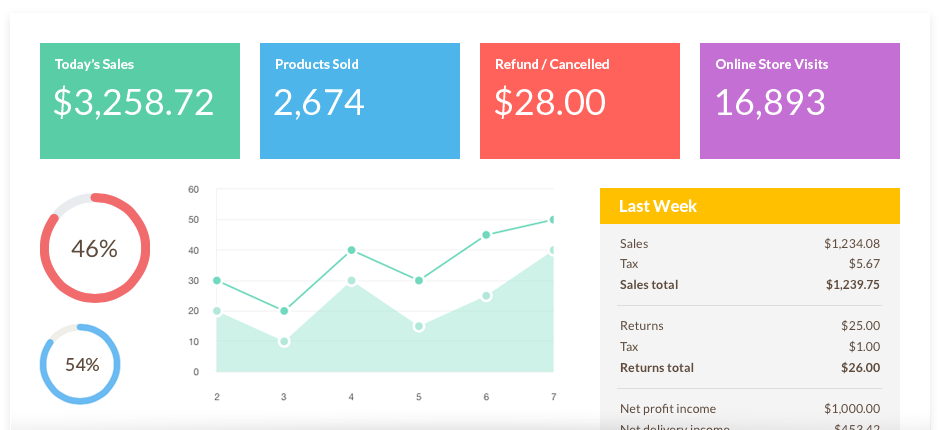 Today's Sales
$3,258.72
Products Sold
2,674
Refund / Cancelled
$28.00
Online Store Visits
16,893
46%
54%
60
50
40
30
20
10
0
2 3 4 5 6 7
Last Week
Sales $1,234.08
Tax $5.67
Sales total $1,239.75
Returns $25.00
Tax $1.00
Returns total $26.00
Net profit income $1,000.00
Net delivery income $453.42